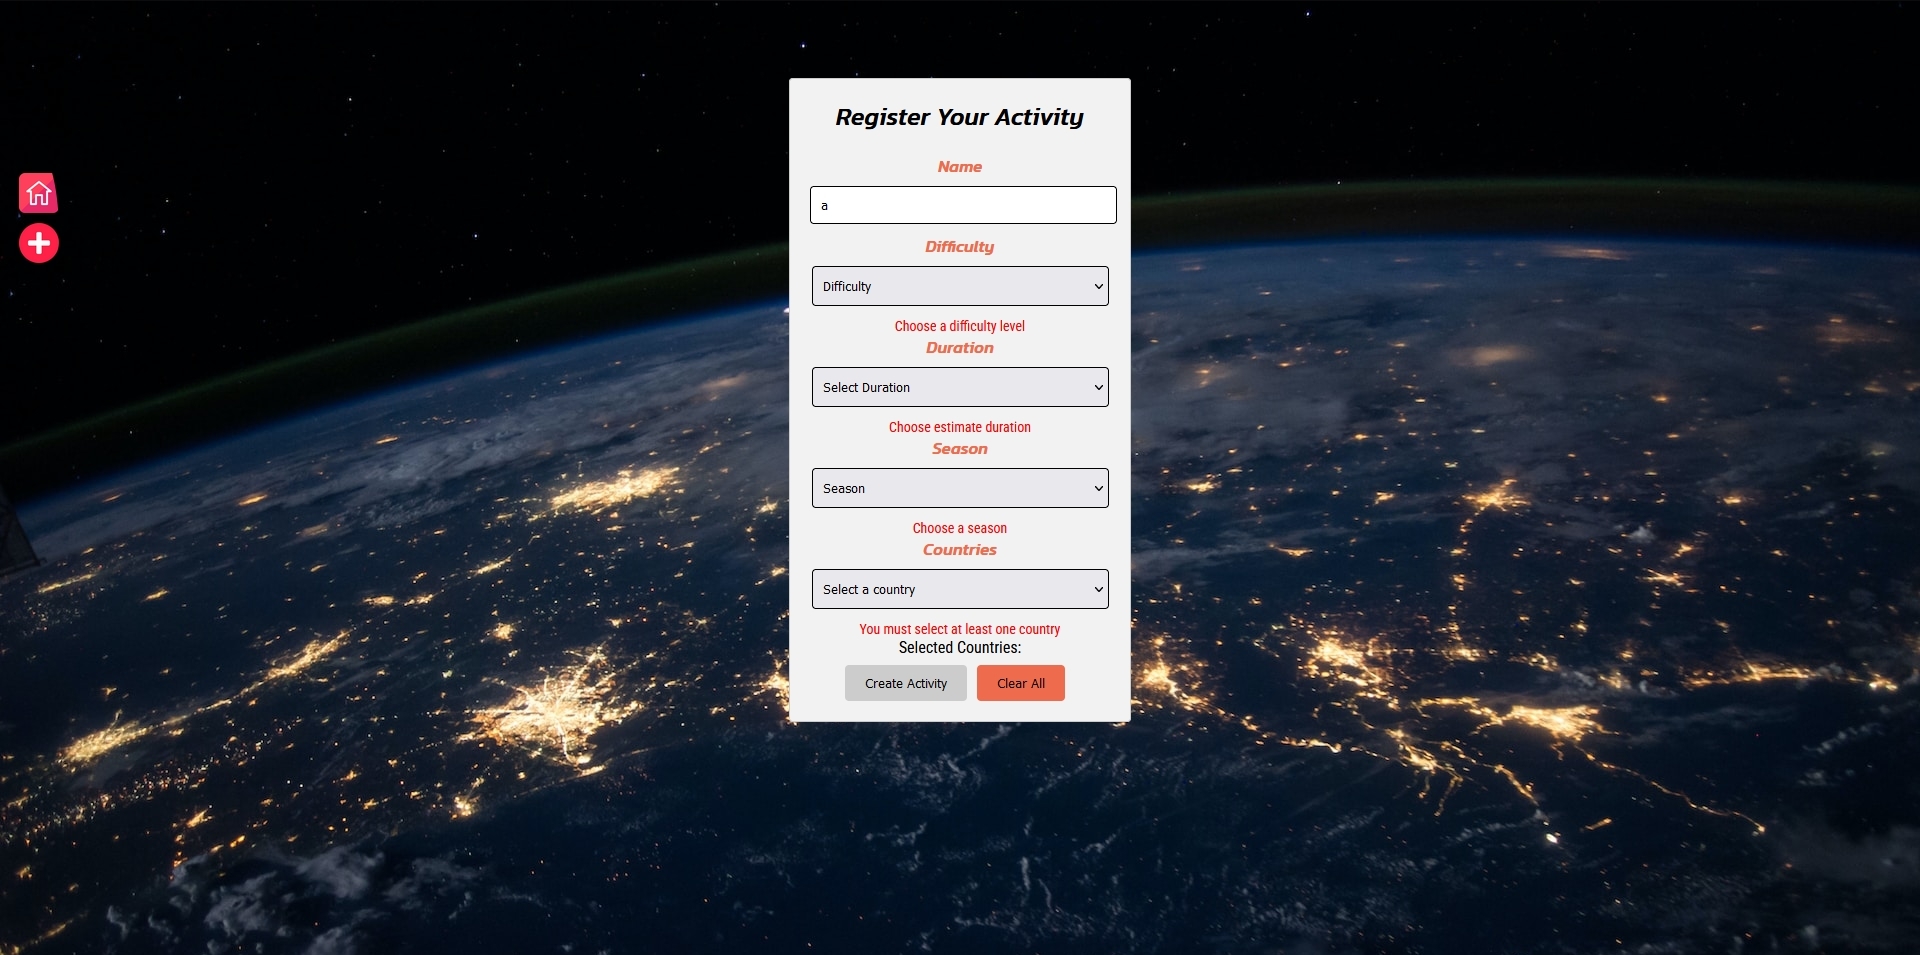 Register Your Activity
Name
a
Difficulty
Difficulty
Choose a difficulty level
Duration
Select Duration
Choose estimate duration
Season
Season
Choose a season
Countries
Select a country
You must select at least one country
Selected Countries:
Create Activity Clear All